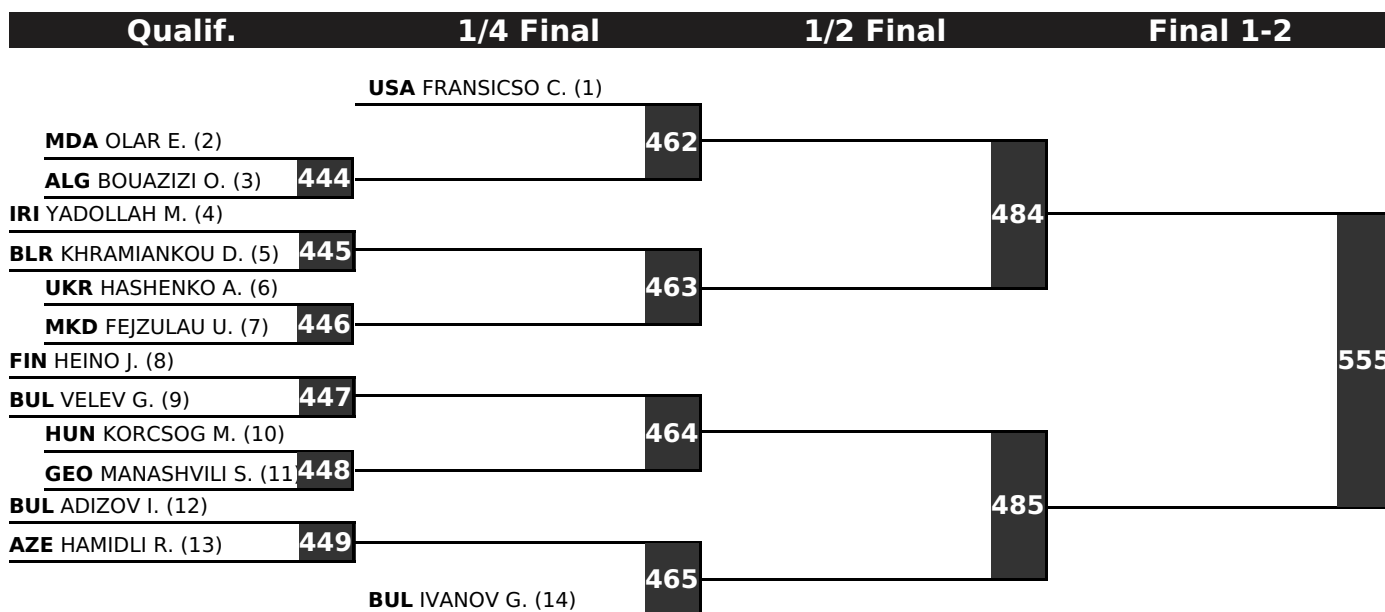 Qualif. 1/4 Final 1/2 Final Final 1-2
USA FRANSICSO C. (1)
MDA OLAR E. (2)
462
ALG BOUAZIZI O. (3) 444
IRI YADOLLAH M. (4)
484
BLR KHRAMIANKOU D. (5) 445
UKR HASHENKO A. (6)
463
MKD FEJZULAU U. (7) 446
FIN HEINO J. (8)
555
BUL VELEV G. (9) 447
HUN KORCSOG M. (10)
464
GEO MANASHVILI S. (11) 448
BUL ADIZOV I. (12)
485
AZE HAMIDLI R. (13) 449
465
BUL IVANOV G. (14)